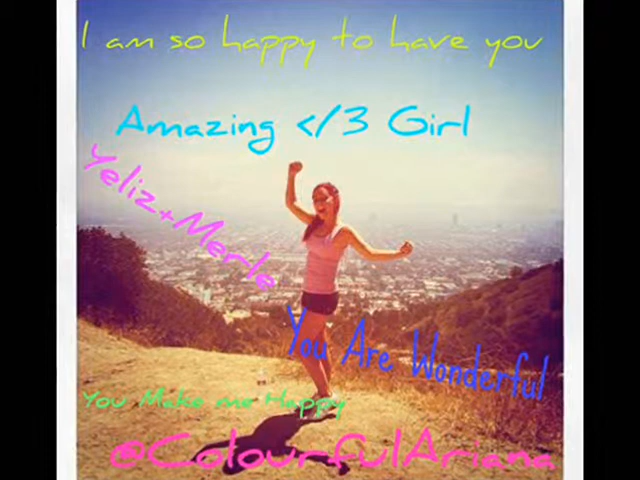 I am so happy to have you
Amazing </3 Girl
Yeliz+Merle
You Are Wonderful
You Make me Happy
@ColourfulAriana